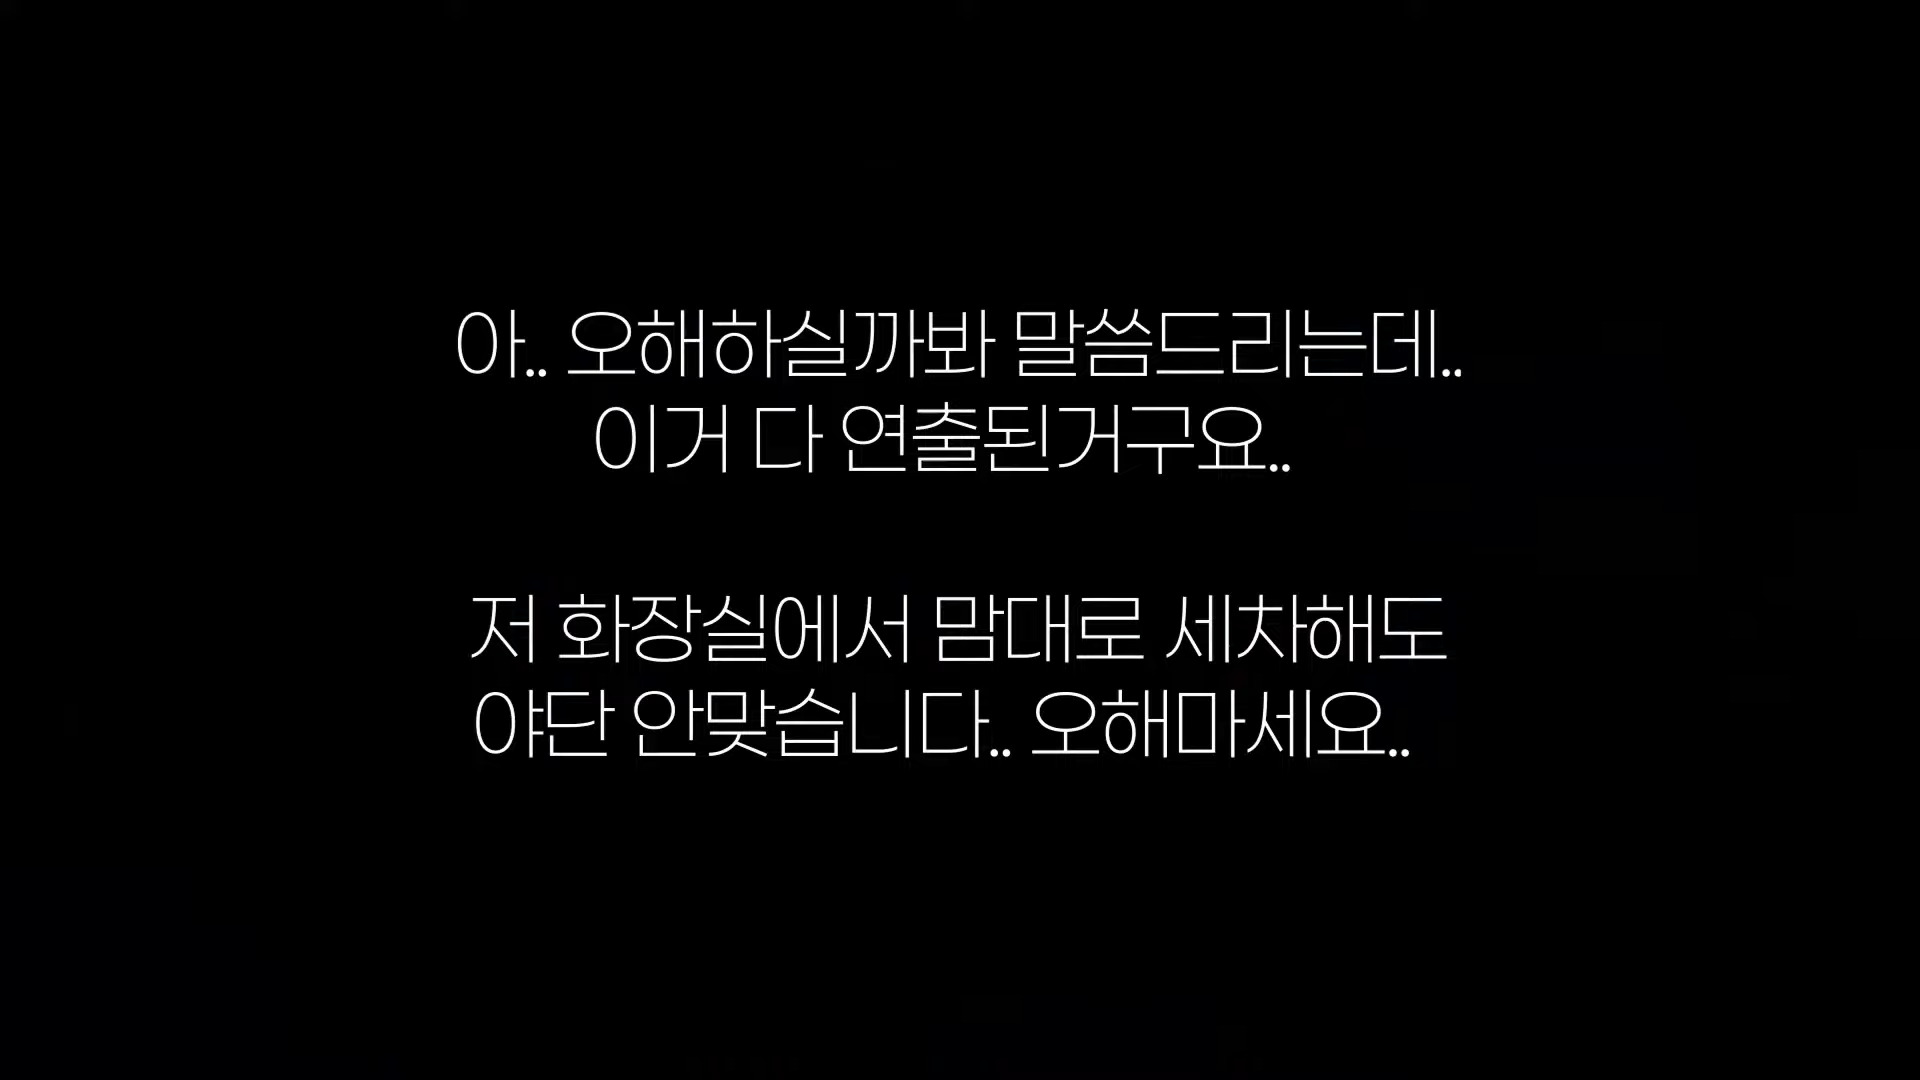 아.. 오해하실까봐 말씀드리는데..
이거 다 연출된거구요..
저 화장실에서 맘대로 세차해도
야단 안맞습니다.. 오해마세요..